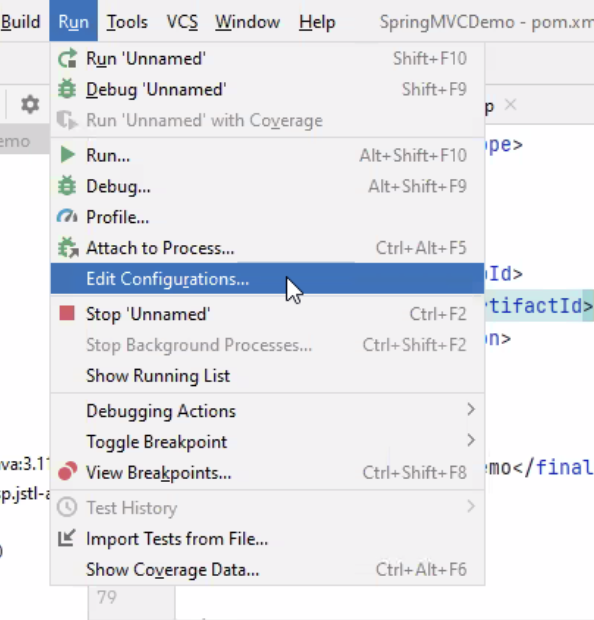 Build Run Tools VCS Window Help SpringMVCDemo - pom.xm
Run 'Unnamed' Shift+F10
Debug 'Unnamed' Shift+F9
p
Run 'Unnamed' with Coverage
emo
ope>
Run... Alt+Shift+F10
Debug... Alt+Shift+F9
Profile...
Attach to Process... Ctrl+Alt+F5
Edit Configurations...
Id>
tifactId>
Stop 'Unnamed' Ctrl+F2
on>
Stop Background Processes... Ctrl+Shift+F2
Show Running List
Debugging Actions
Toggle Breakpoint
uva:3.1
View Breakpoints... Ctrl+Shift+F8
emo</final
sp.jstl-a
Test History
Import Tests from File...
)
Show Coverage Data... Ctrl+Alt+F6
79